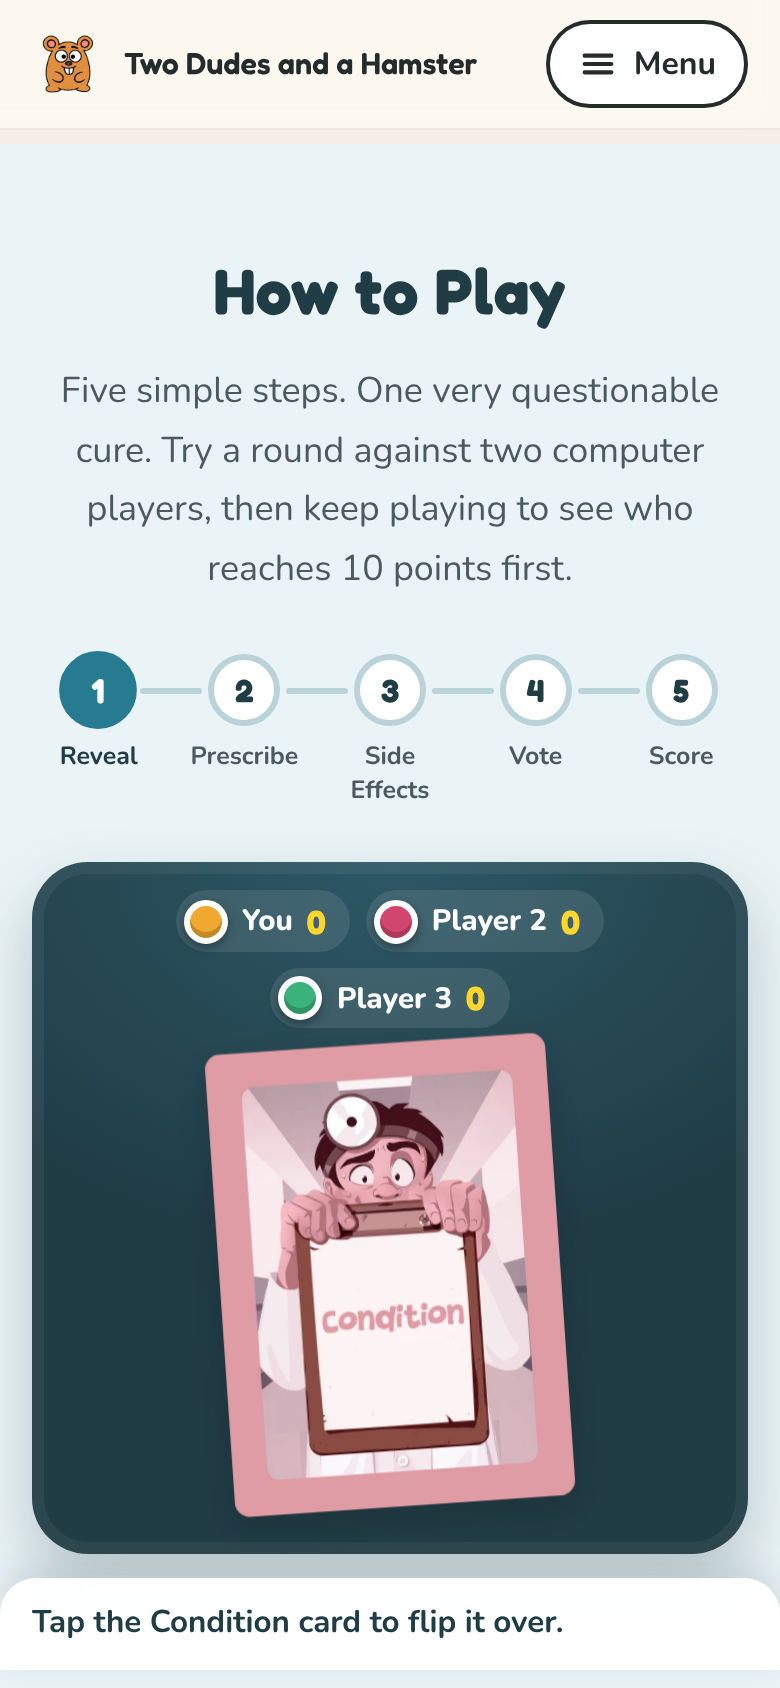 Two Dudes and a Hamster
Menu
How to Play
Five simple steps. One very questionable
cure. Try a round against two computer
players, then keep playing to see who
reaches 10 points first.
1
2
3
4
5
Reveal
Prescribe
Side
Effects
Vote
Score
You 0
Player 2 0
Player 3 0
Condition
Tap the Condition card to flip it over.